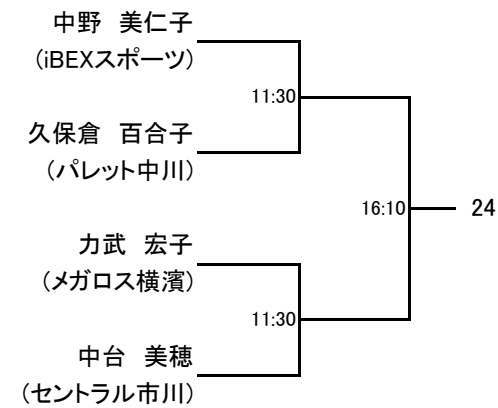 中野　美仁子
(iBEXスポーツ)
11:30
久保倉　百合子
(パレット中川)
16:10
24
力武　宏子
(メガロス横濱)
11:30
中台　美穂
(セントラル市川)